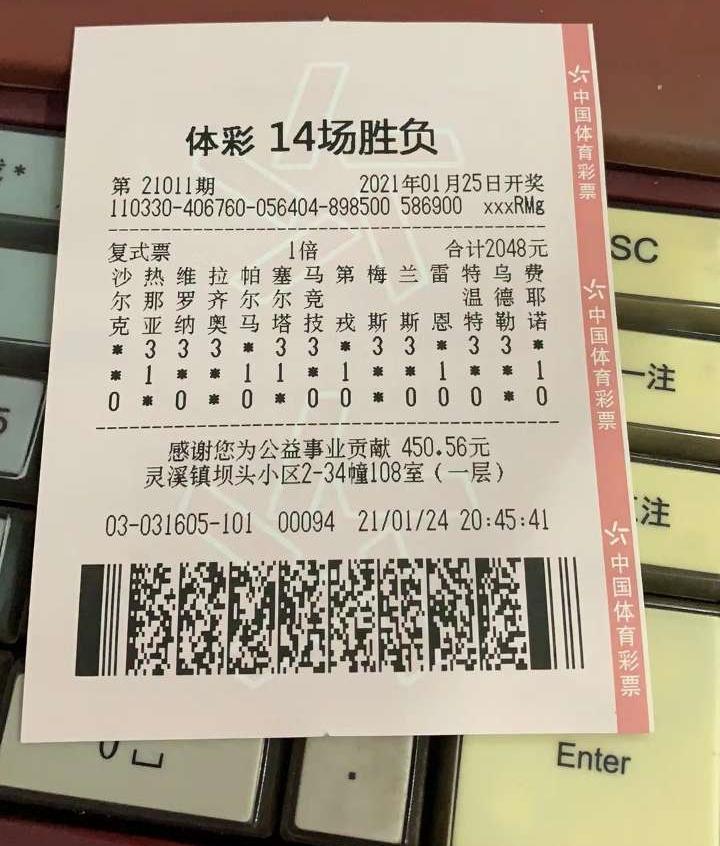 体彩 14场胜负
第 21011期 2021年01月25日开奖
110330-406760-056404-898500 586900 xxxRMg
复式票 1倍 合计2048元
沙 热 维 拉 帕 塞 马 第 梅 兰 雷 特 乌 费
尔 那 罗 齐 尔 尔 竞 温 德 耶
克 亚 纳 奥 马 塔 技 戎 斯 斯 恩 特 勒 诺
* 3 3 3 * 3 3 * 3 3 * 3 3 *
* 1 * * 1 1 * 1 * * 1 * * 1
0 * 0 0 * 0 0 * 0 0 0 0 * 0
感谢您为公益事业贡献 450.56元
灵溪镇坝头小区2-34幢108室(一层)
03-031605-101 00094 21/01/24 20:45:41
中国体育彩票
中国体育彩票
中国体育彩票
SC
一注
注
Enter
5
0
.
*